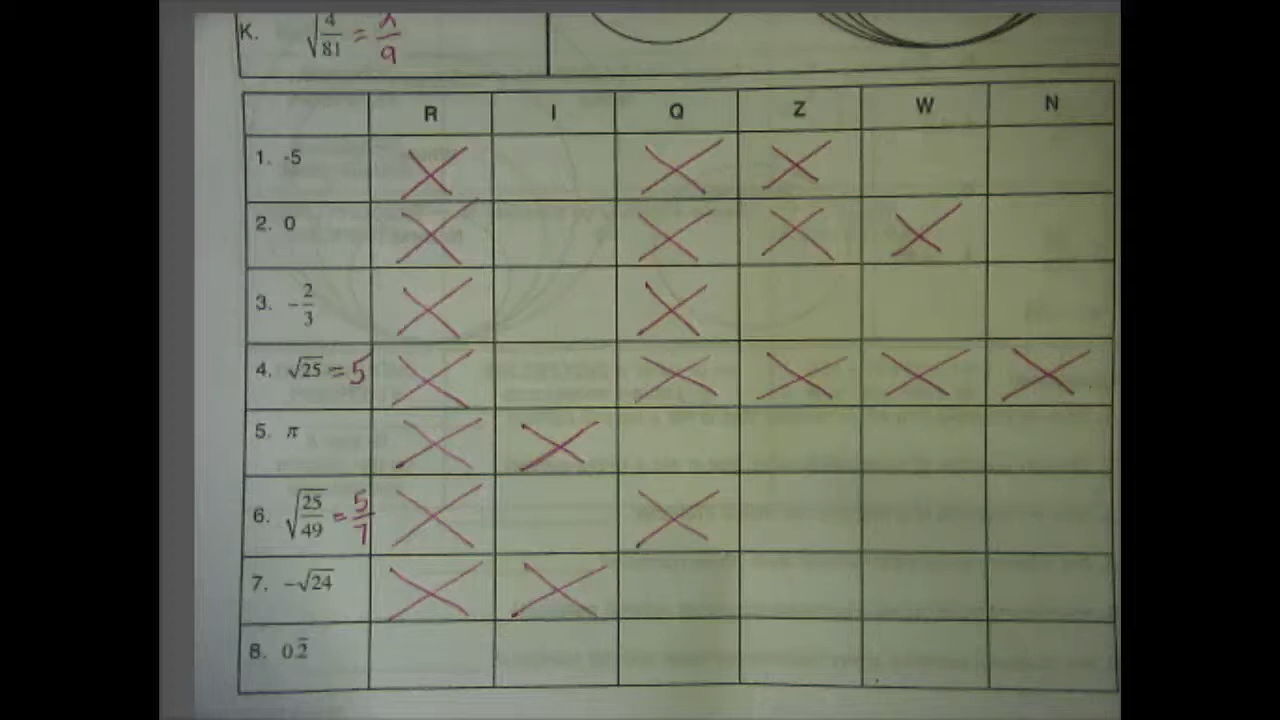 K. √4/81 = 2/9
R I Q Z W N
1. -5 X X X
2. 0 X X X X
3. -2/3 X X
4. √25 = 5 X X X X X
5. π X X
6. √25/49 = 5/7 X X
7. -√24 X X
8. 0.2̅